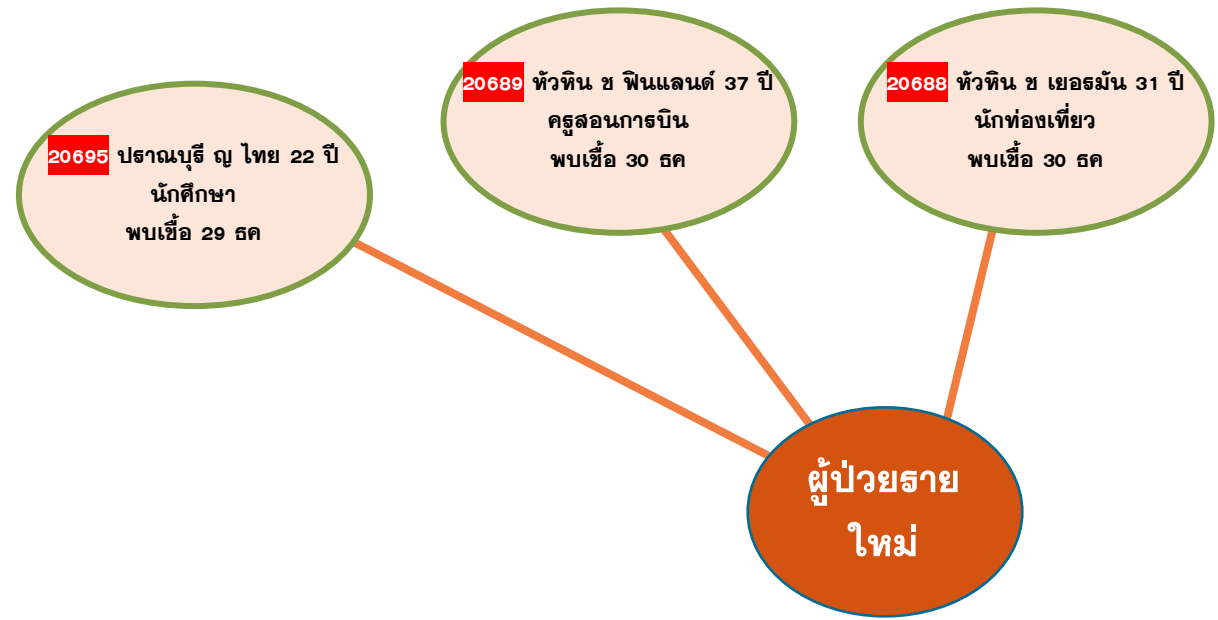 20695 ปราณบุรี ญ ไทย 22 ปี
นักศึกษา
พบเชื้อ 29 ธค
20689 หัวหิน ช ฟินแลนด์ 37 ปี
ครูสอนการบิน
พบเชื้อ 30 ธค
20688 หัวหิน ช เยอรมัน 31 ปี
นักท่องเที่ยว
พบเชื้อ 30 ธค
ผู้ป่วยราย
ใหม่